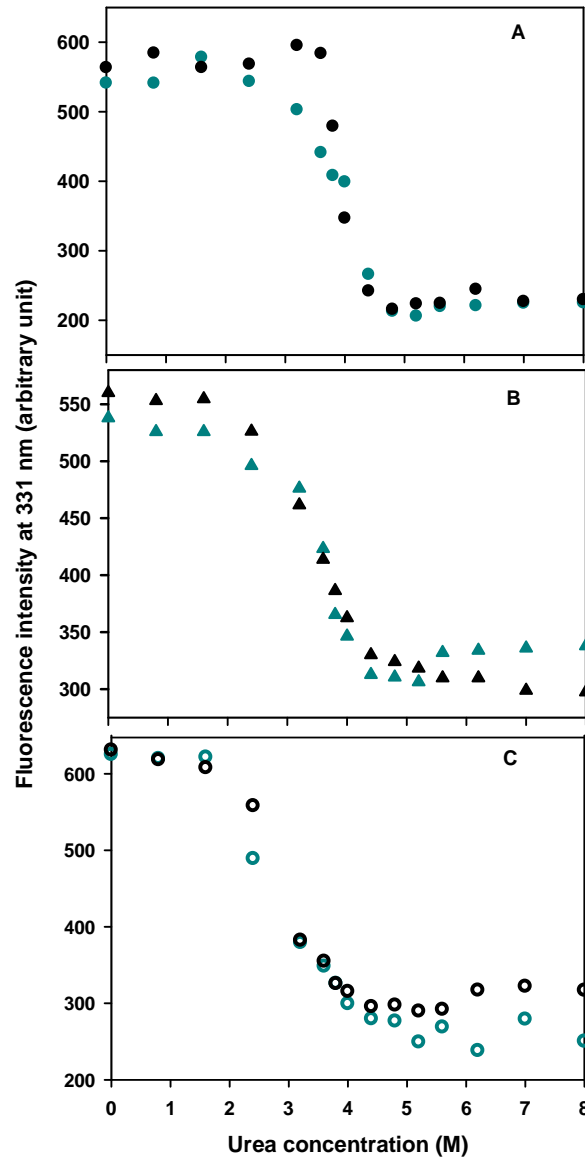 A
600
500
400
300
200
B
550
500
450
400
350
300
C
600
500
400
300
200
0 1 2 3 4 5 6 7 8
Fluorescence intensity at 331 nm (arbitrary unit)
Urea concentration (M)